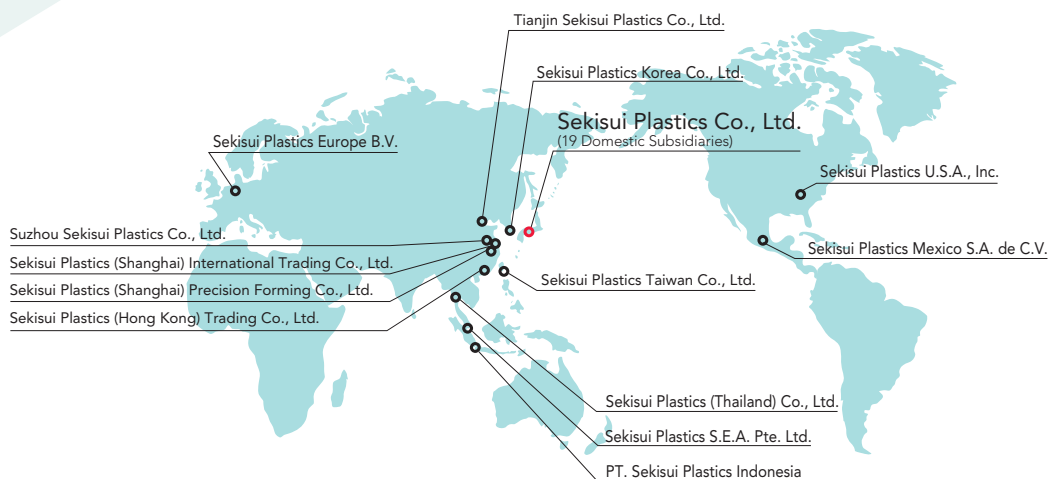 Tianjin Sekisui Plastics Co., Ltd.
Sekisui Plastics Korea Co., Ltd.
Sekisui Plastics Co., Ltd.
(19 Domestic Subsidiaries)
Sekisui Plastics Europe B.V.
Sekisui Plastics U.S.A., Inc.
Suzhou Sekisui Plastics Co., Ltd.
Sekisui Plastics Mexico S.A. de C.V.
Sekisui Plastics (Shanghai) International Trading Co., Ltd.
Sekisui Plastics Taiwan Co., Ltd.
Sekisui Plastics (Shanghai) Precision Forming Co., Ltd.
Sekisui Plastics (Hong Kong) Trading Co., Ltd.
Sekisui Plastics (Thailand) Co., Ltd.
Sekisui Plastics S.E.A. Pte. Ltd.
PT. Sekisui Plastics Indonesia